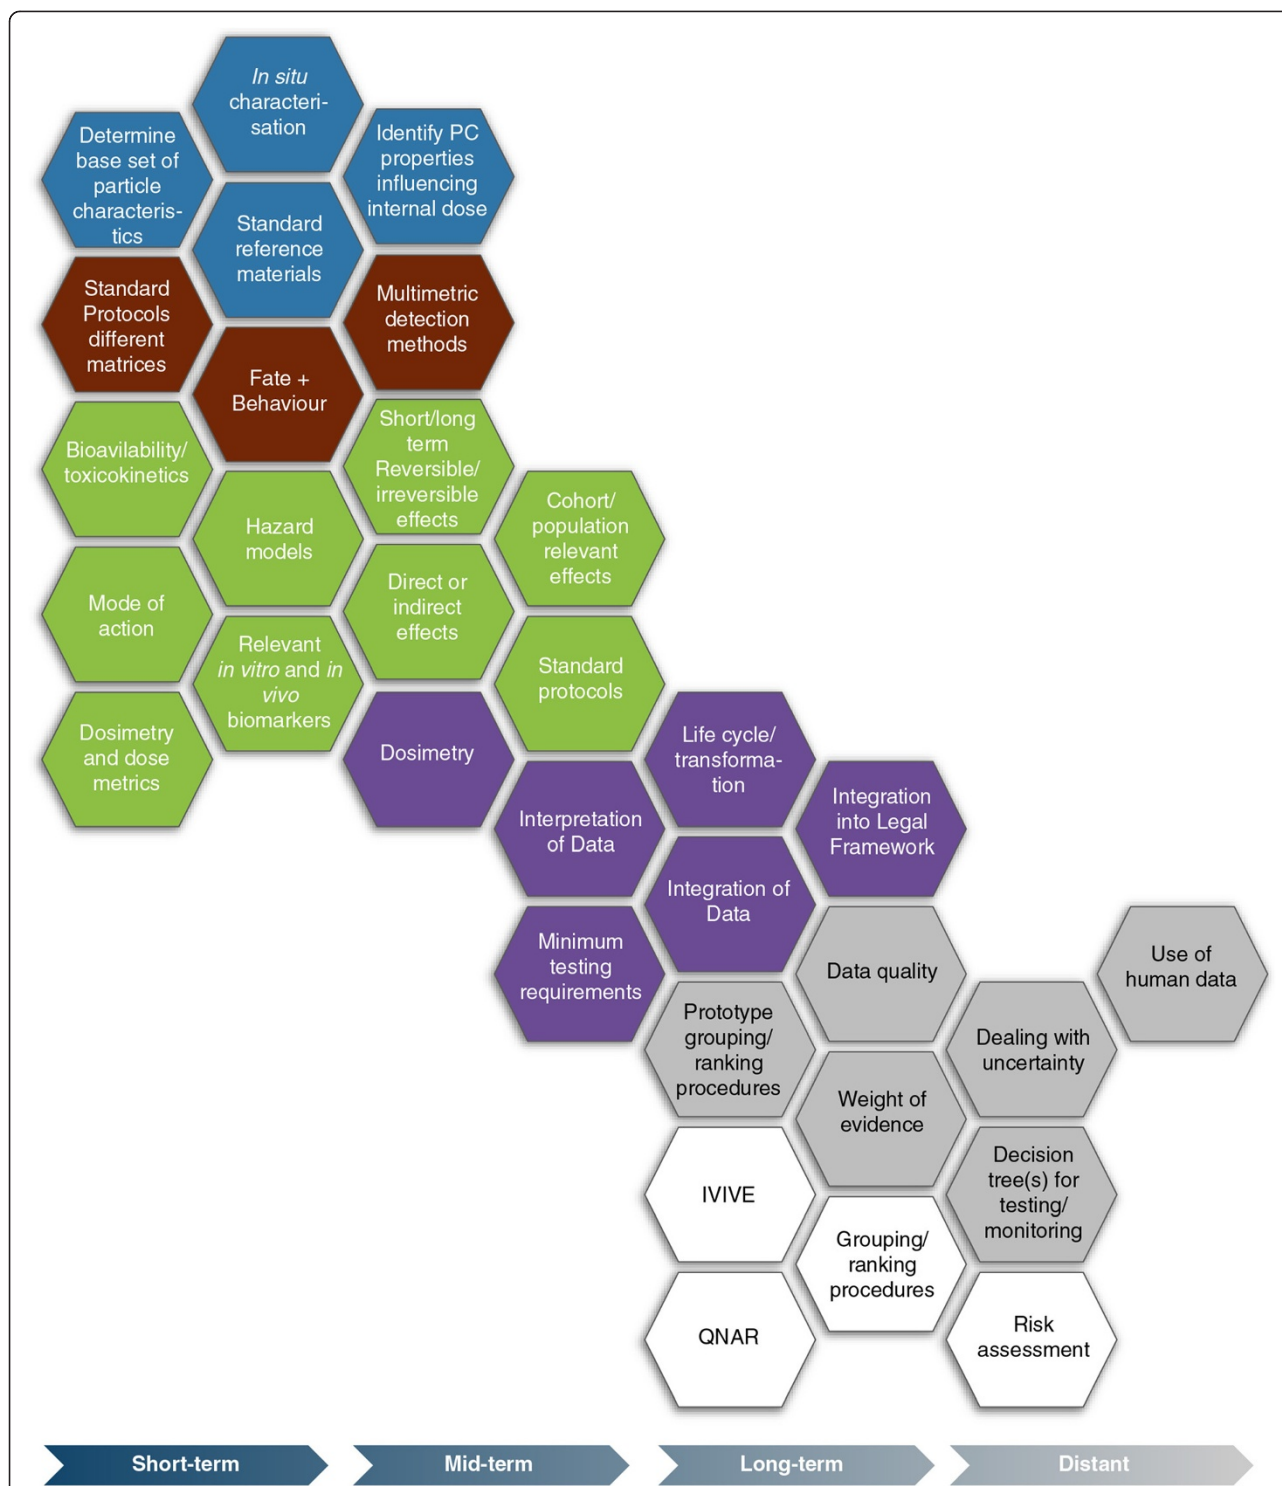 In situ
characteri-
sation
Determine
base set of
particle
characteris-
tics
Identify PC
properties
influencing
internal dose
Standard
reference
materials
Standard
Protocols
different
matrices
Multimetric
detection
methods
Fate +
Behaviour
Bioavilability/
toxicokinetics
Short/long
term
Reversible/
irreversible
effects
Hazard
models
Cohort/
population
relevant
effects
Mode of
action
Direct or
indirect
effects
Relevant
in vitro and in
vivo
biomarkers
Standard
protocols
Dosimetry
and dose
metrics
Dosimetry
Life cycle/
transforma-
tion
Interpretation
of Data
Integration
into Legal
Framework
Integration of
Data
Minimum
testing
requirements
Data quality
Use of
human data
Prototype
grouping/
ranking
procedures
Dealing with
uncertainty
Weight of
evidence
IVIVE
Decision
tree(s) for
testing/
monitoring
Grouping/
ranking
procedures
QNAR
Risk
assessment
Short-term
Mid-term
Long-term
Distant